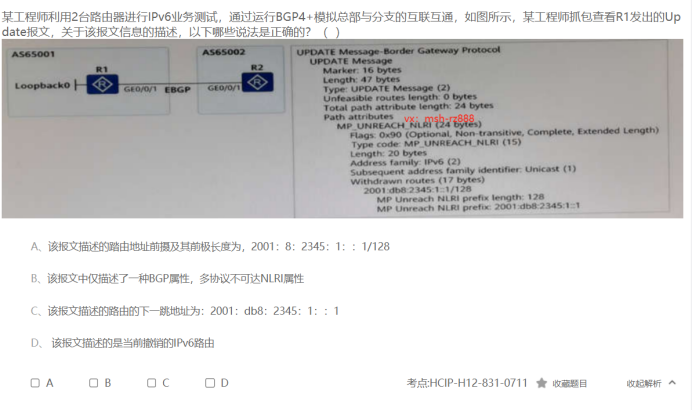 某工程师利用2台路由器进行IPv6业务测试，通过运行BGP4+模拟总部与分支的互联互通，如图所示，某工程师抓包查看R1发出的Up
date报文，关于该报文信息的描述，以下哪些说法是正确的？（ ）
AS65001
AS65002
R1
R2
Loopback0
GE0/0/1 EBGP GE0/0/1
UPDATE Message-Border Gateway Protocol
UPDATE Message
Marker: 16 bytes
Length: 47 bytes
Type: UPDATE Message (2)
Unfeasible routes length: 0 bytes
Total path attribute length: 24 bytes
Path attributes
vx：msb-rz888
MP_UNREACH_NLRI (24 bytes)
Flags: 0x90 (Optional, Non-transitive, Complete, Extended Length)
Type code: MP_UNREACH_NLRI (15)
Length: 20 bytes
Address family: IPv6 (2)
Subsequent address family identifier: Unicast (1)
Withdrawn routes (17 bytes)
2001:db8:2345:1::1/128
MP Unreach NLRI prefix length: 128
MP Unreach NLRI prefix: 2001:db8:2345:1::1
A、该报文描述的路由地址前摄及其前极长度为，2001：8：2345：1：：1/128
B、该报文中仅描述了一种BGP属性，多协议不可达NLRI属性
C、该报文描述的路由的下一跳地址为：2001：db8：2345：1：：1
D、 该报文描述的是当前撤销的IPv6路由
A B C D
考点:HCIP-H12-831-0711 收藏题目 收起解析